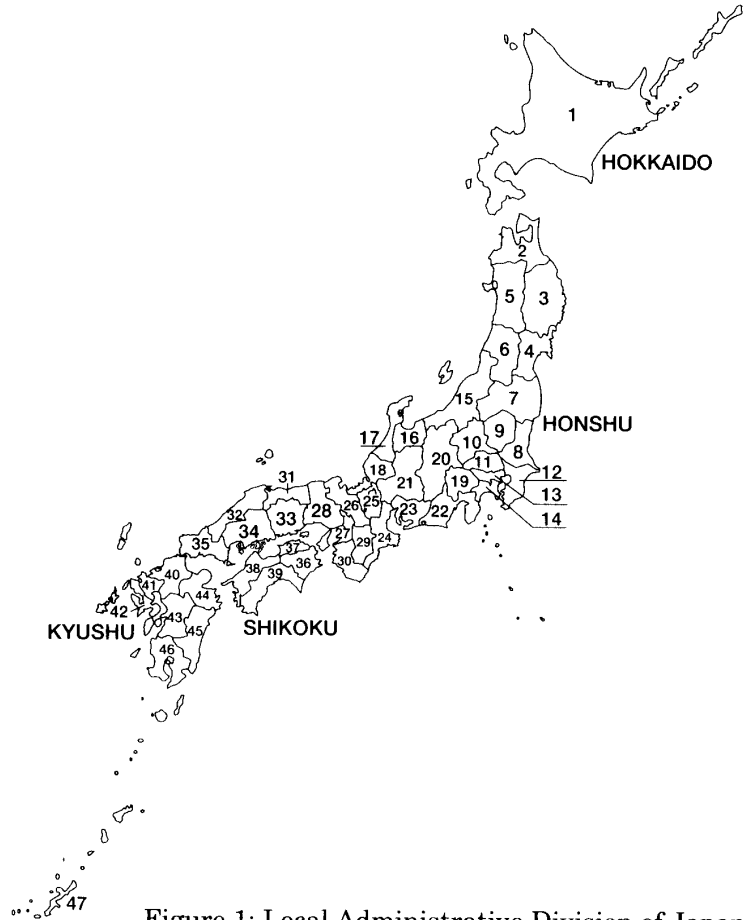 1
HOKKAIDO
2
5 3
6 4
15 7
HONSHU
17 16 10 9
8
18 21 20 11 12
19 13
14
31
32 33 28 26 25 23 22
34
35 27 29 24
37 30
40 38 39 36
41
44
42 43
KYUSHU 45 SHIKOKU
46
47
Figure 1: Local Administrative Division of Japan